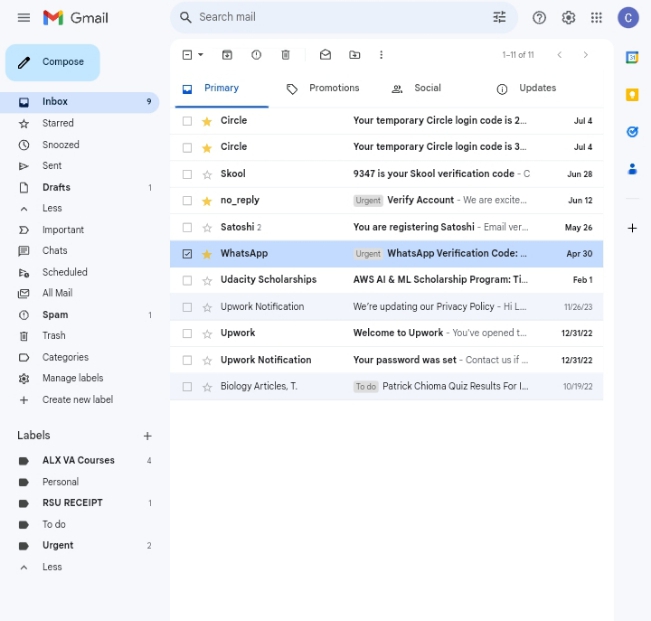 Gmail
Search mail
C
Compose
1–11 of 11
Inbox 9
Starred
Snoozed
Sent
Drafts 1
Less
Important
Chats
Scheduled
All Mail
Spam 1
Trash
Categories
Manage labels
Create new label
Labels
ALX VA Courses 4
Personal
RSU RECEIPT 1
To do
Urgent 2
Less
Primary Promotions Social Updates
Circle Your temporary Circle login code is 2... Jul 4
Circle Your temporary Circle login code is 3... Jul 4
Skool 9347 is your Skool verification code - C Jun 28
no_reply Urgent Verify Account - We are excite... Jun 12
Satoshi 2 You are registering Satoshi - Email ver... May 26
WhatsApp Urgent WhatsApp Verification Code: ... Apr 30
Udacity Scholarships AWS AI & ML Scholarship Program: Ti... Feb 1
Upwork Notification We're updating our Privacy Policy - Hi L... 11/26/23
Upwork Welcome to Upwork - You've opened t... 12/31/22
Upwork Notification Your password was set - Contact us if ... 12/31/22
Biology Articles, T. To do Patrick Chioma Quiz Results For I... 10/19/22
31